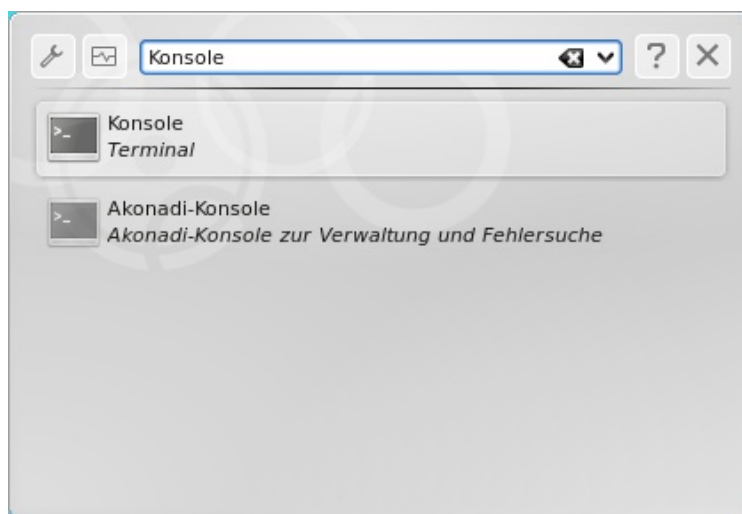 Konsole
?
>_
Konsole
Terminal
>_
Akonadi-Konsole
Akonadi-Konsole zur Verwaltung und Fehlersuche